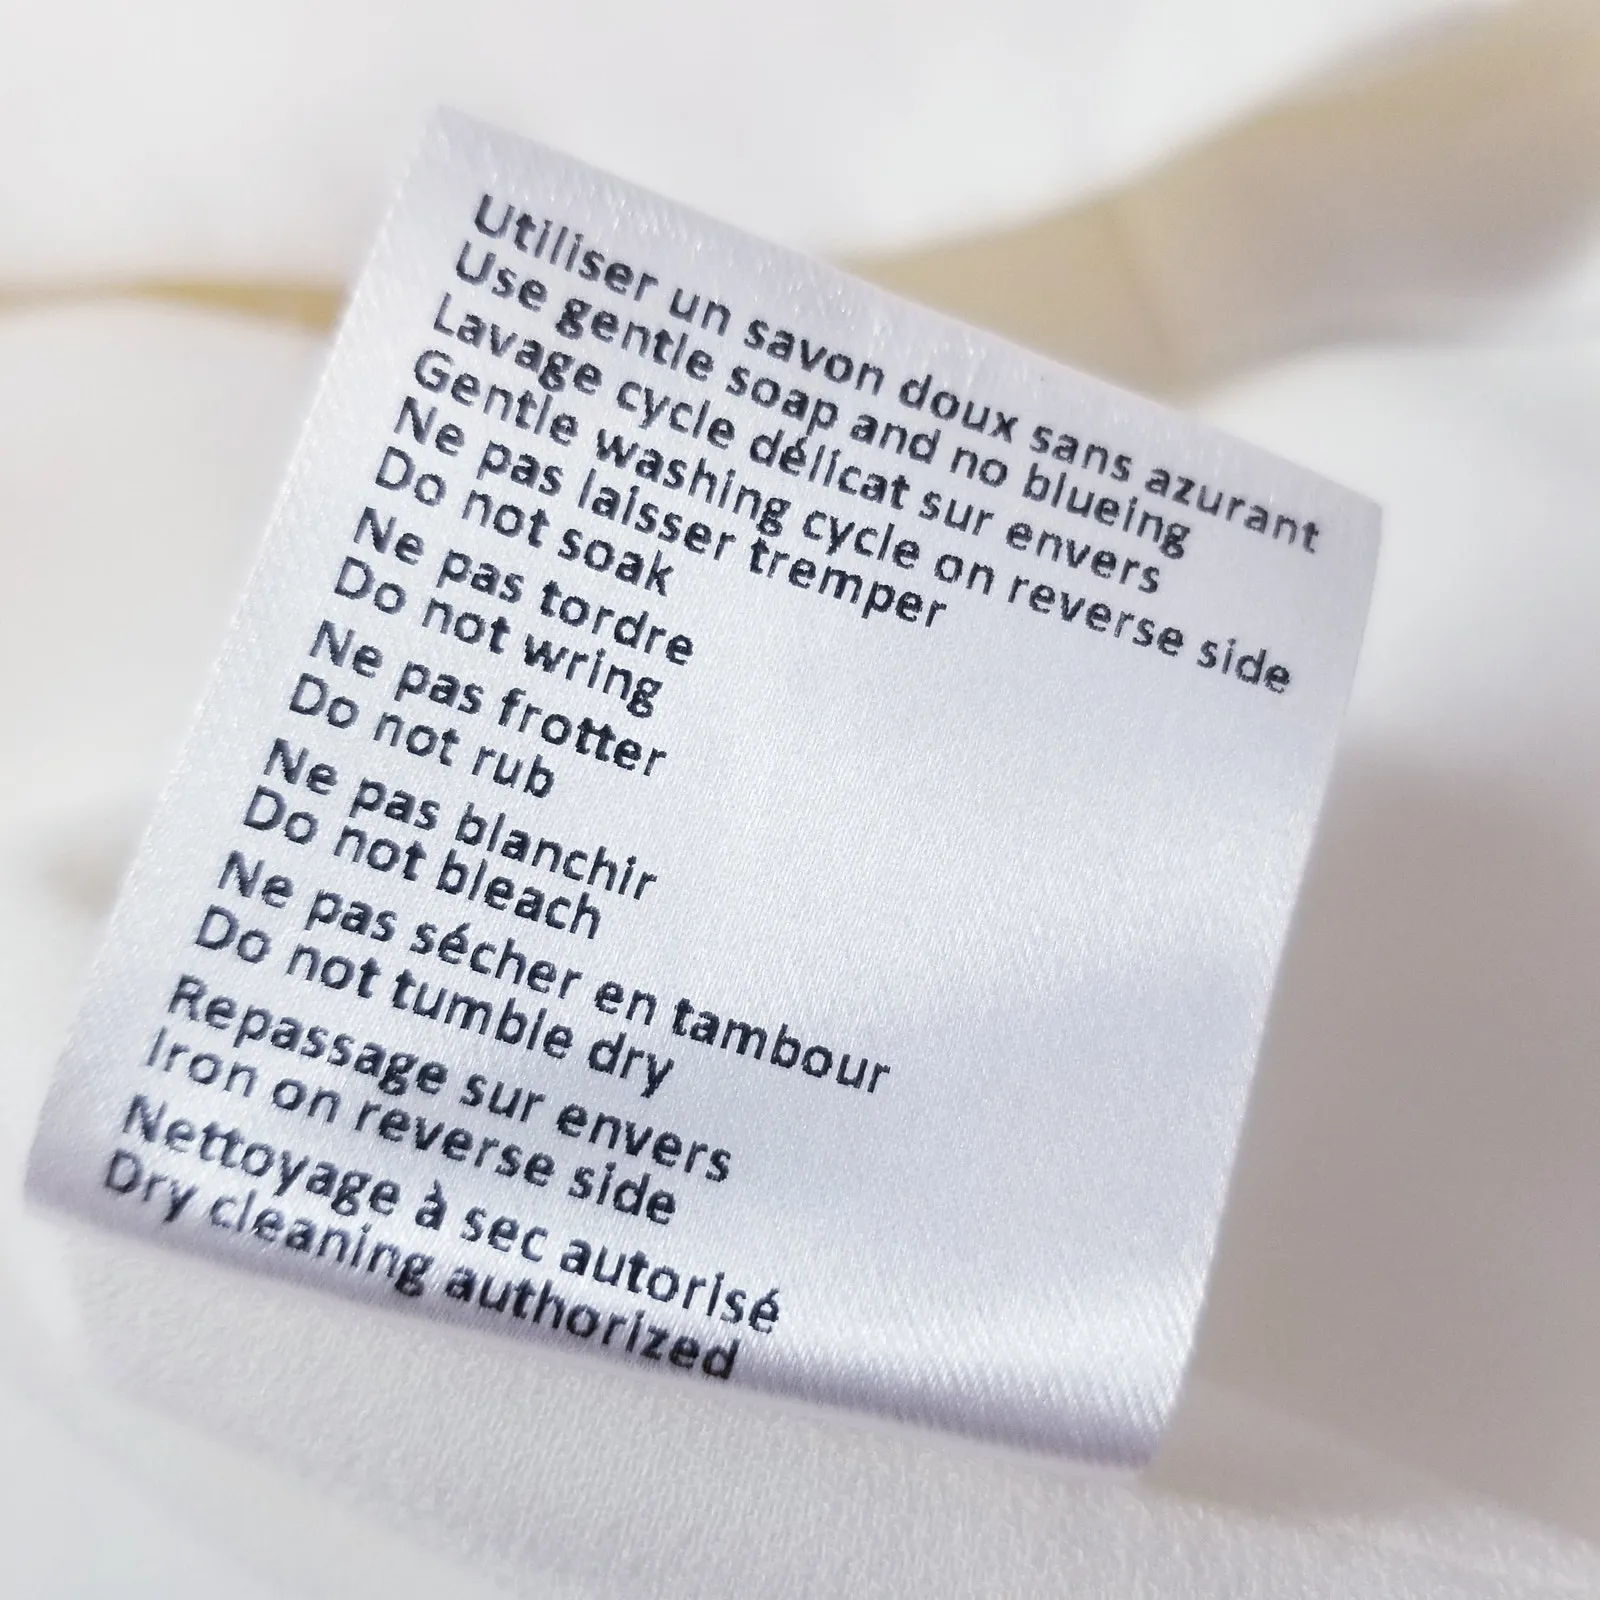 Utiliser un savon doux sans azurant
Use gentle soap and no blueing
Lavage cycle délicat sur envers
Gentle washing cycle on reverse side
Ne pas laisser tremper
Do not soak
Ne pas tordre
Do not wring
Ne pas frotter
Do not rub
Ne pas blanchir
Do not bleach
Ne pas sécher en tambour
Do not tumble dry
Repassage sur envers
Iron on reverse side
Nettoyage à sec autorisé
Dry cleaning authorized